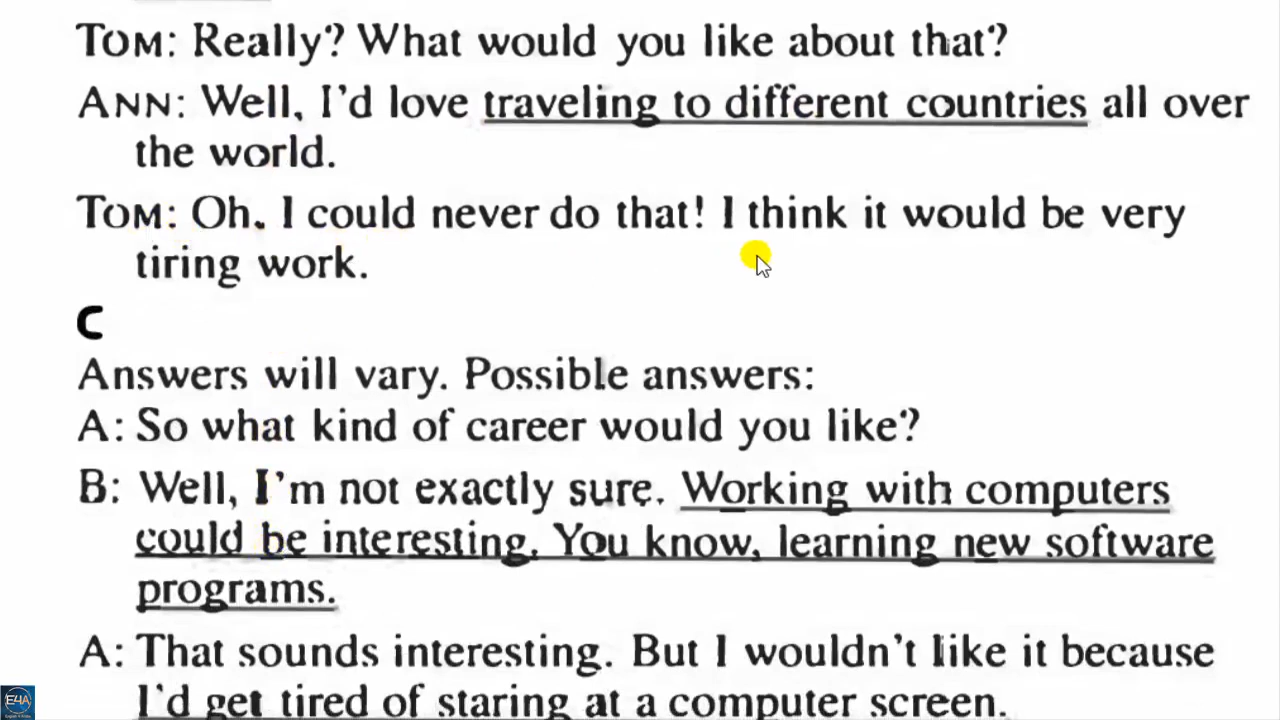 TOM: Really? What would you like about that?
ANN: Well, I'd love traveling to different countries all over
the world.
TOM: Oh, I could never do that! I think it would be very
tiring work.
C
Answers will vary. Possible answers:
A: So what kind of career would you like?
B: Well, I'm not exactly sure. Working with computers
could be interesting. You know, learning new software
programs.
A: That sounds interesting. But I wouldn't like it because
I'd get tired of staring at a computer screen.
E4A